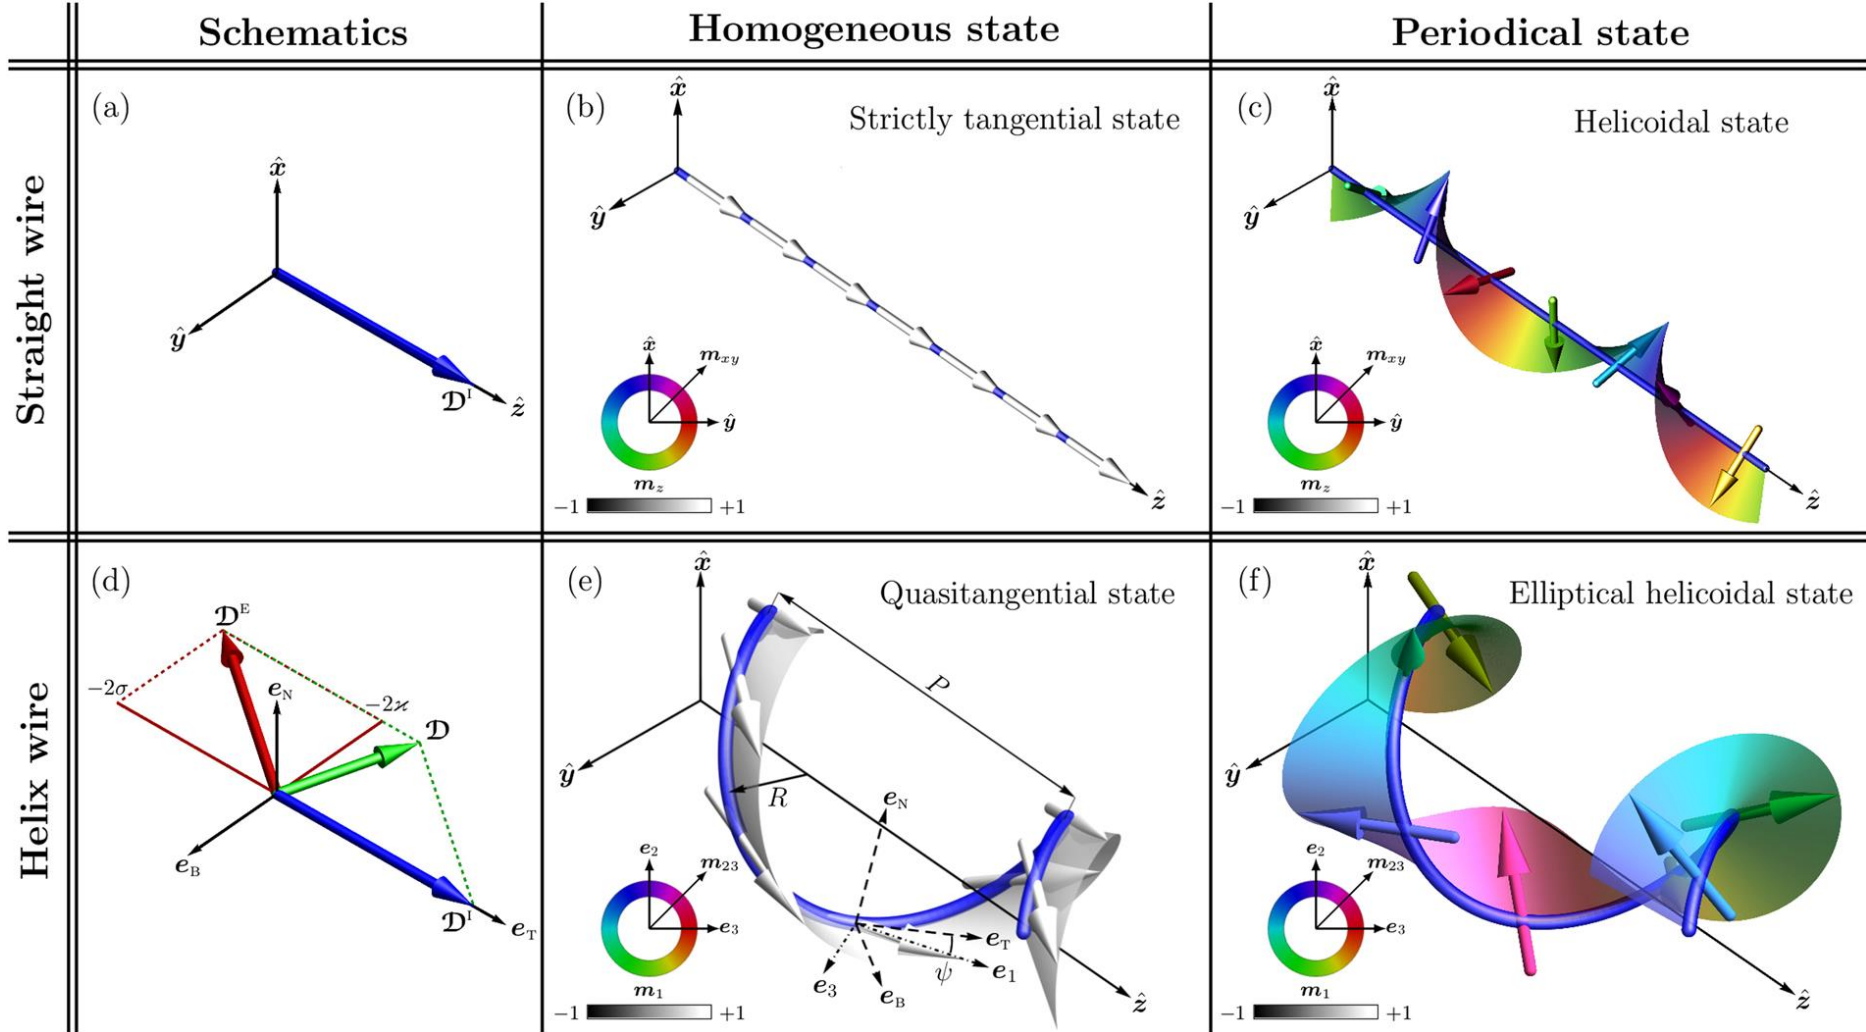 Schematics
Homogeneous state
Periodical state
Straight wire
(a)
x̂
ŷ
𝓓ᴵ
ẑ
(b)
x̂
Strictly tangential state
ŷ
x̂
m_xy
ŷ
m_z
−1
+1
ẑ
(c)
x̂
Helicoidal state
ŷ
x̂
m_xy
ŷ
m_z
−1
+1
ẑ
Helix wire
(d)
𝓓ᴱ
−2σ
e_N
−2ϰ
𝓓
e_B
𝓓ᴵ
e_T
(e)
x̂
Quasitangential state
P
ŷ
R
e_N
e_2
m_23
e_3
m_1
−1
+1
e_T
ψ
e_1
e_3
e_B
ẑ
(f)
x̂
Elliptical helicoidal state
ŷ
e_2
m_23
e_3
m_1
−1
+1
ẑ